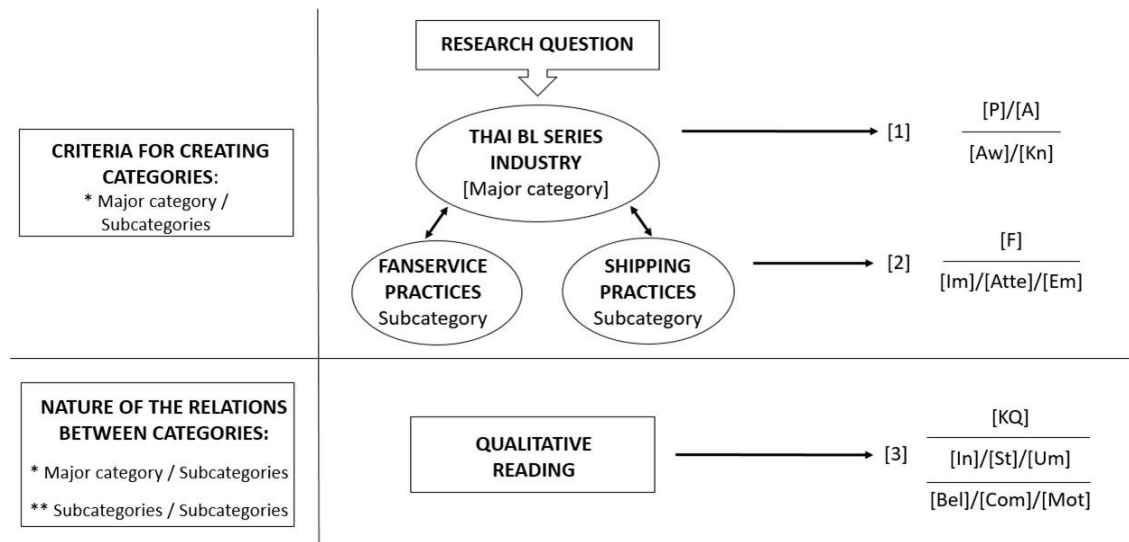 RESEARCH QUESTION
CRITERIA FOR CREATING
CATEGORIES:
* Major category /
Subcategories
THAI BL SERIES
INDUSTRY
[Major category]
[1]
[P]/[A]
[Aw]/[Kn]
FANSERVICE
PRACTICES
Subcategory
SHIPPING
PRACTICES
Subcategory
[2]
[F]
[Im]/[Atte]/[Em]
NATURE OF THE RELATIONS
BETWEEN CATEGORIES:
* Major category / Subcategories
** Subcategories / Subcategories
QUALITATIVE
READING
[3]
[KQ]
[In]/[St]/[Um]
[Bel]/[Com]/[Mot]